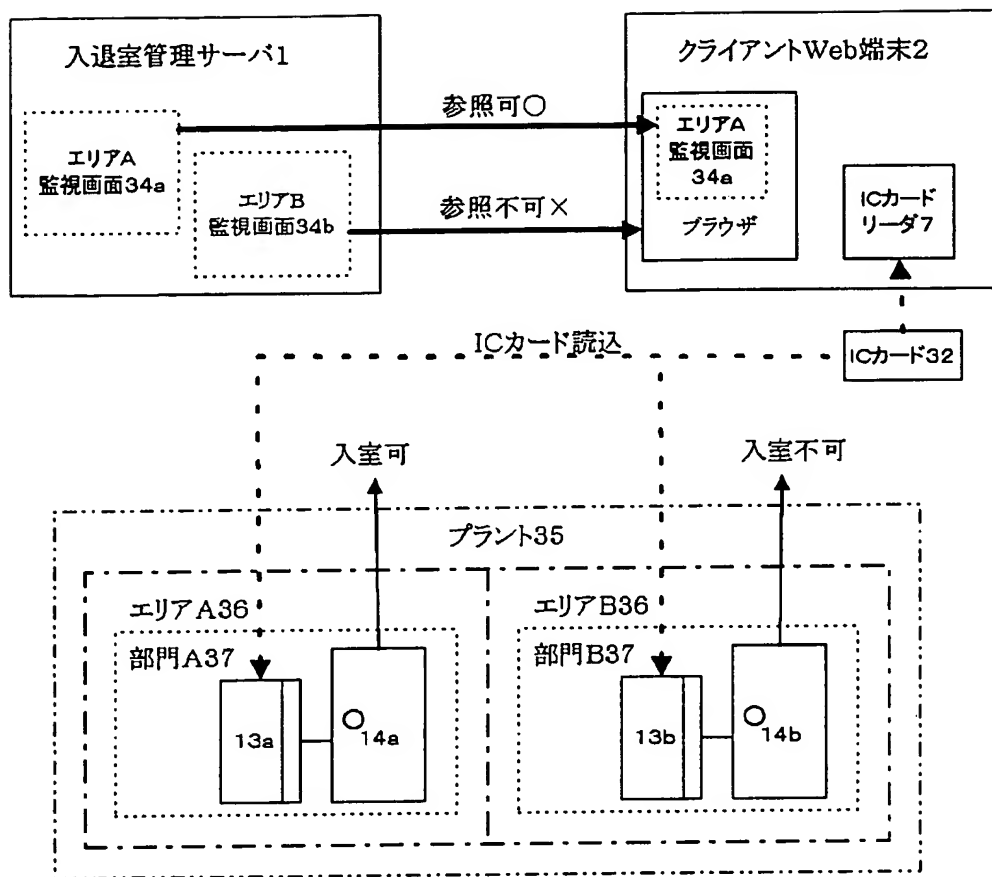 入退室管理サーバ1
クライアントWeb端末2
参照可○
エリアA
監視画面34a
エリアB
監視画面34b
参照不可×
エリアA
監視画面
34a
ブラウザ
ICカード
リーダ7
ICカード読込
ICカード32
入室可
入室不可
プラント35
エリアA36
エリアB36
部門A37
部門B37
13a
14a
13b
14b